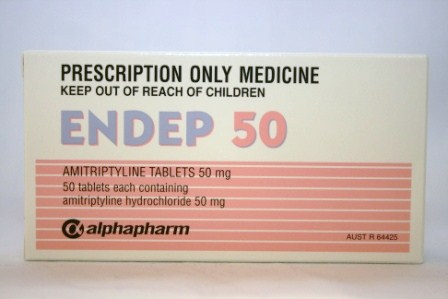 PRESCRIPTION ONLY MEDICINE
KEEP OUT OF REACH OF CHILDREN
ENDEP 50
AMITRIPTYLINE TABLETS 50 mg
50 tablets each containing
amitriptyline hydrochloride 50 mg
alphapharm
AUST R 64425